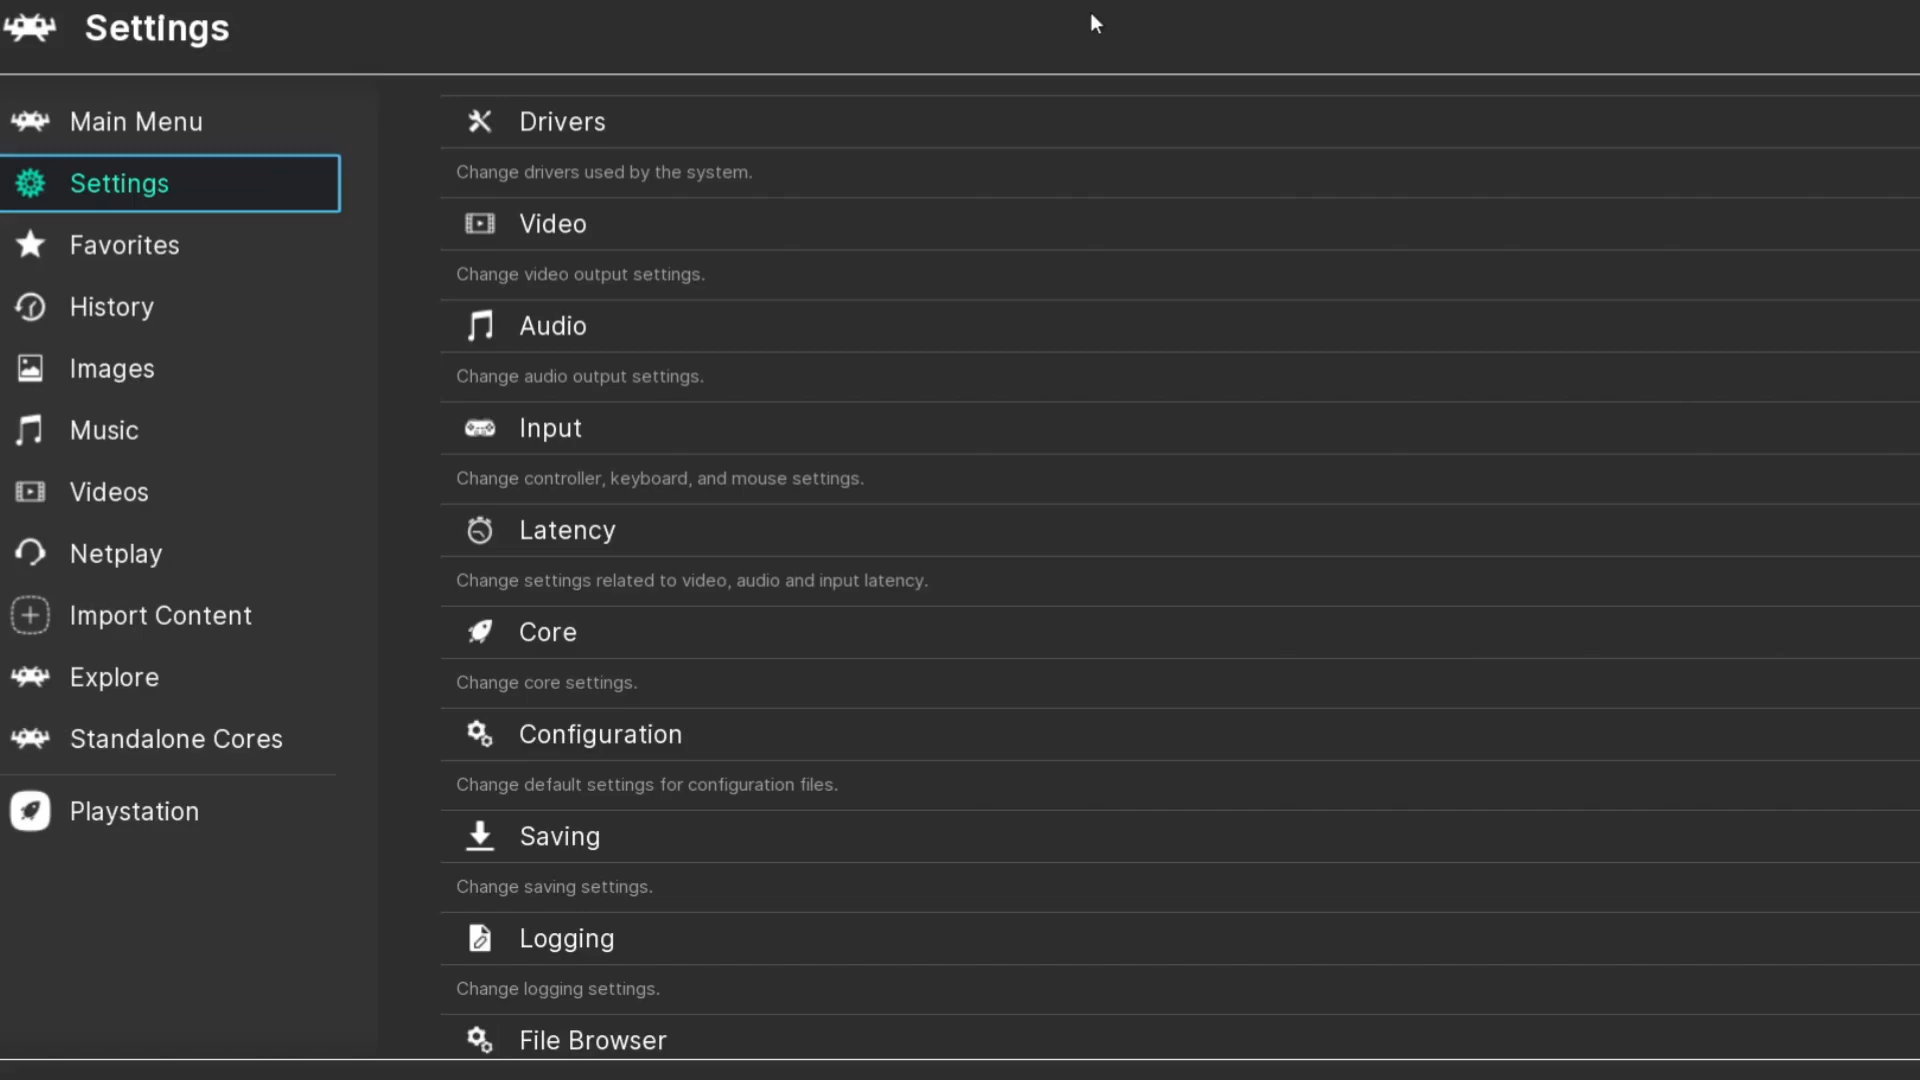 Settings
Main Menu
Settings
Favorites
History
Images
Music
Videos
Netplay
Import Content
Explore
Standalone Cores
Playstation
Drivers
Change drivers used by the system.
Video
Change video output settings.
Audio
Change audio output settings.
Input
Change controller, keyboard, and mouse settings.
Latency
Change settings related to video, audio and input latency.
Core
Change core settings.
Configuration
Change default settings for configuration files.
Saving
Change saving settings.
Logging
Change logging settings.
File Browser